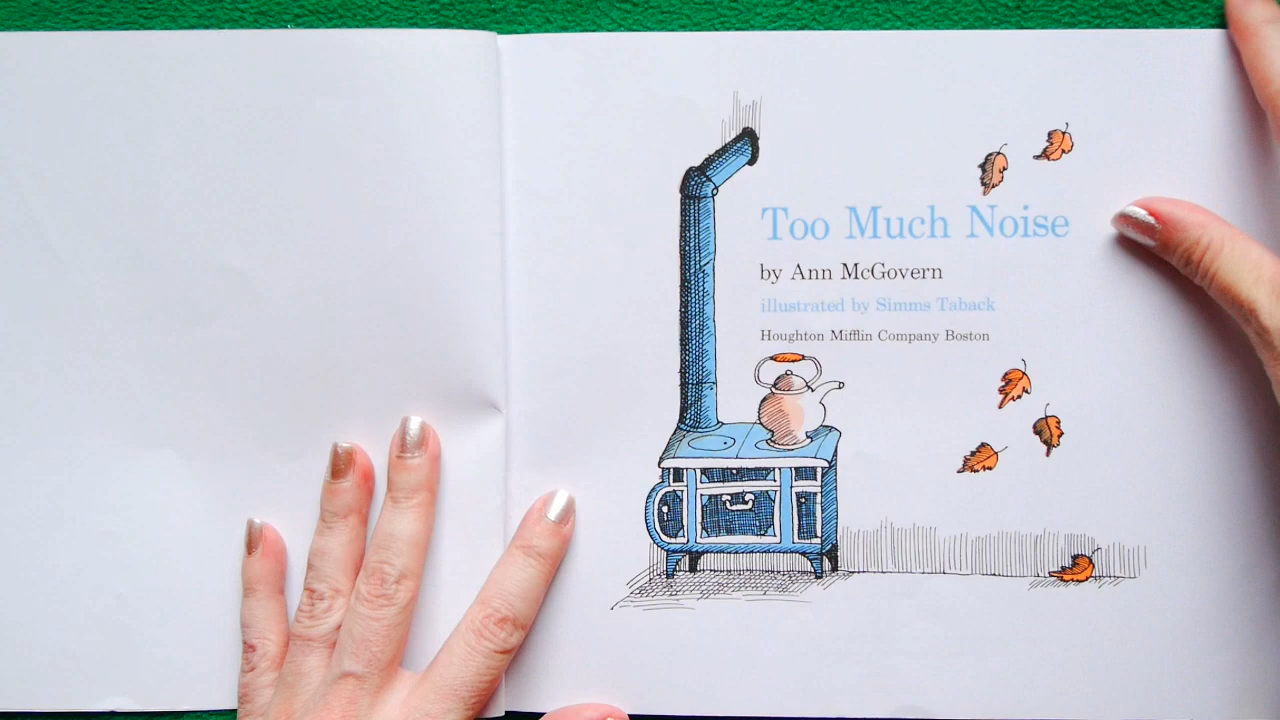 Too Much Noise
by Ann McGovern
illustrated by Simms Taback
Houghton Mifflin Company Boston